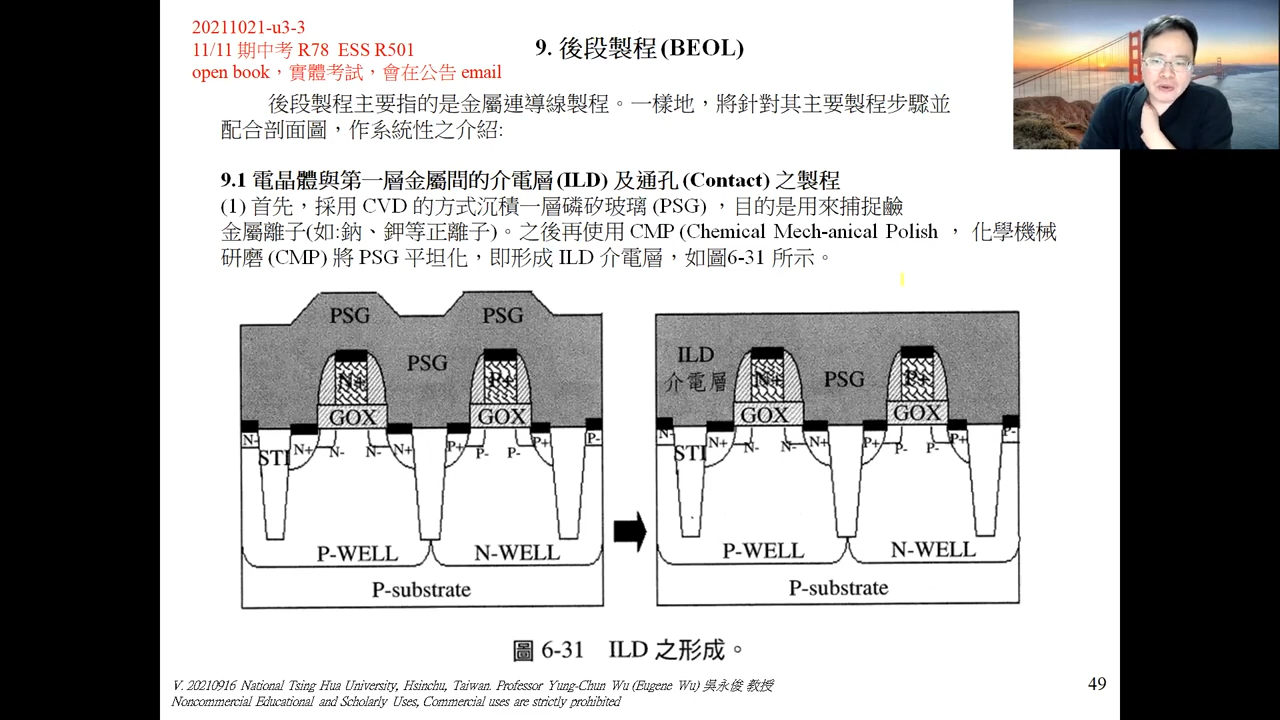 20211021-u3-3
11/11 期中考 R78 ESS R501
open book，實體考試，會在公告 email
9. 後段製程 (BEOL)
後段製程主要指的是金屬連導線製程。一樣地，將針對其主要製程步驟並
配合剖面圖，作系統性之介紹:
9.1 電晶體與第一層金屬間的介電層 (ILD) 及通孔 (Contact) 之製程
(1) 首先，採用 CVD 的方式沉積一層磷矽玻璃 (PSG) ，目的是用來捕捉鹼
金屬離子(如:鈉、鉀等正離子)。之後再使用 CMP (Chemical Mech-anical Polish ， 化學機械
研磨 (CMP) 將 PSG 平坦化，即形成 ILD 介電層，如圖6-31 所示。
PSG PSG
PSG
N+ P+
GOX GOX
N- P-
STI N+ N- N- N+ P+ P- P- P+
P-WELL N-WELL
P-substrate
ILD
介電層 PSG
N+ P+
GOX GOX
N- P-
STI N+ N- N- N+ P+ P- P- P+
P-WELL N-WELL
P-substrate
圖 6-31 ILD 之形成。
V. 20210916 National Tsing Hua University, Hsinchu, Taiwan. Professor Yung-Chun Wu (Eugene Wu) 吳永俊 教授
Noncommercial Educational and Scholarly Uses, Commercial uses are strictly prohibited
49